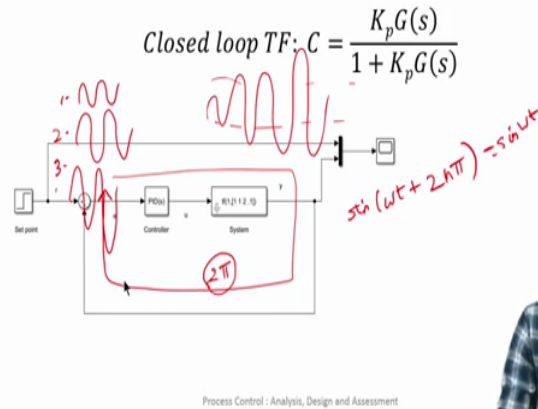 Closed loop TF: C = KpG(s) / 1 + KpG(s)
1.
2.
3.
sin(ωt + 2nπ) = sin ωt
r
y
PID(s)
e
u
Set point
Controller
System
2π
Process Control : Analysis, Design and Assessment